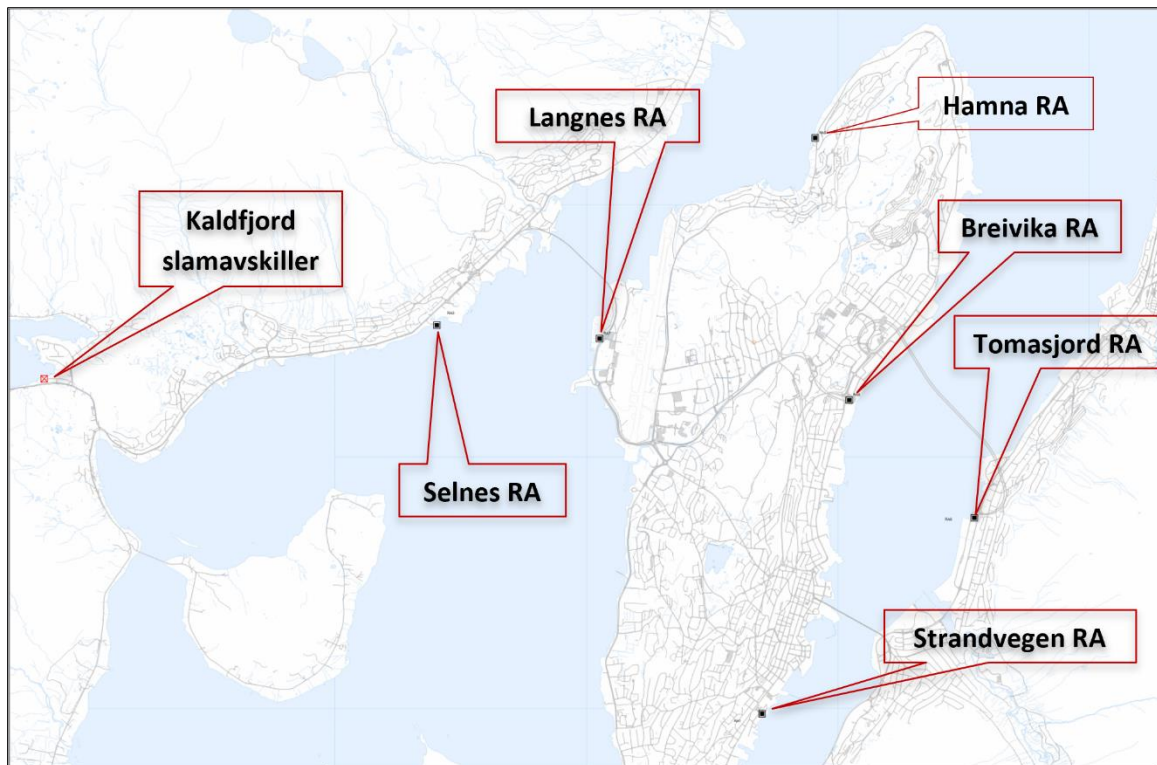 Hamna RA
Langnes RA
Kaldfjord
slamavskiller
Breivika RA
Tomasjord RA
Selnes RA
Strandvegen RA